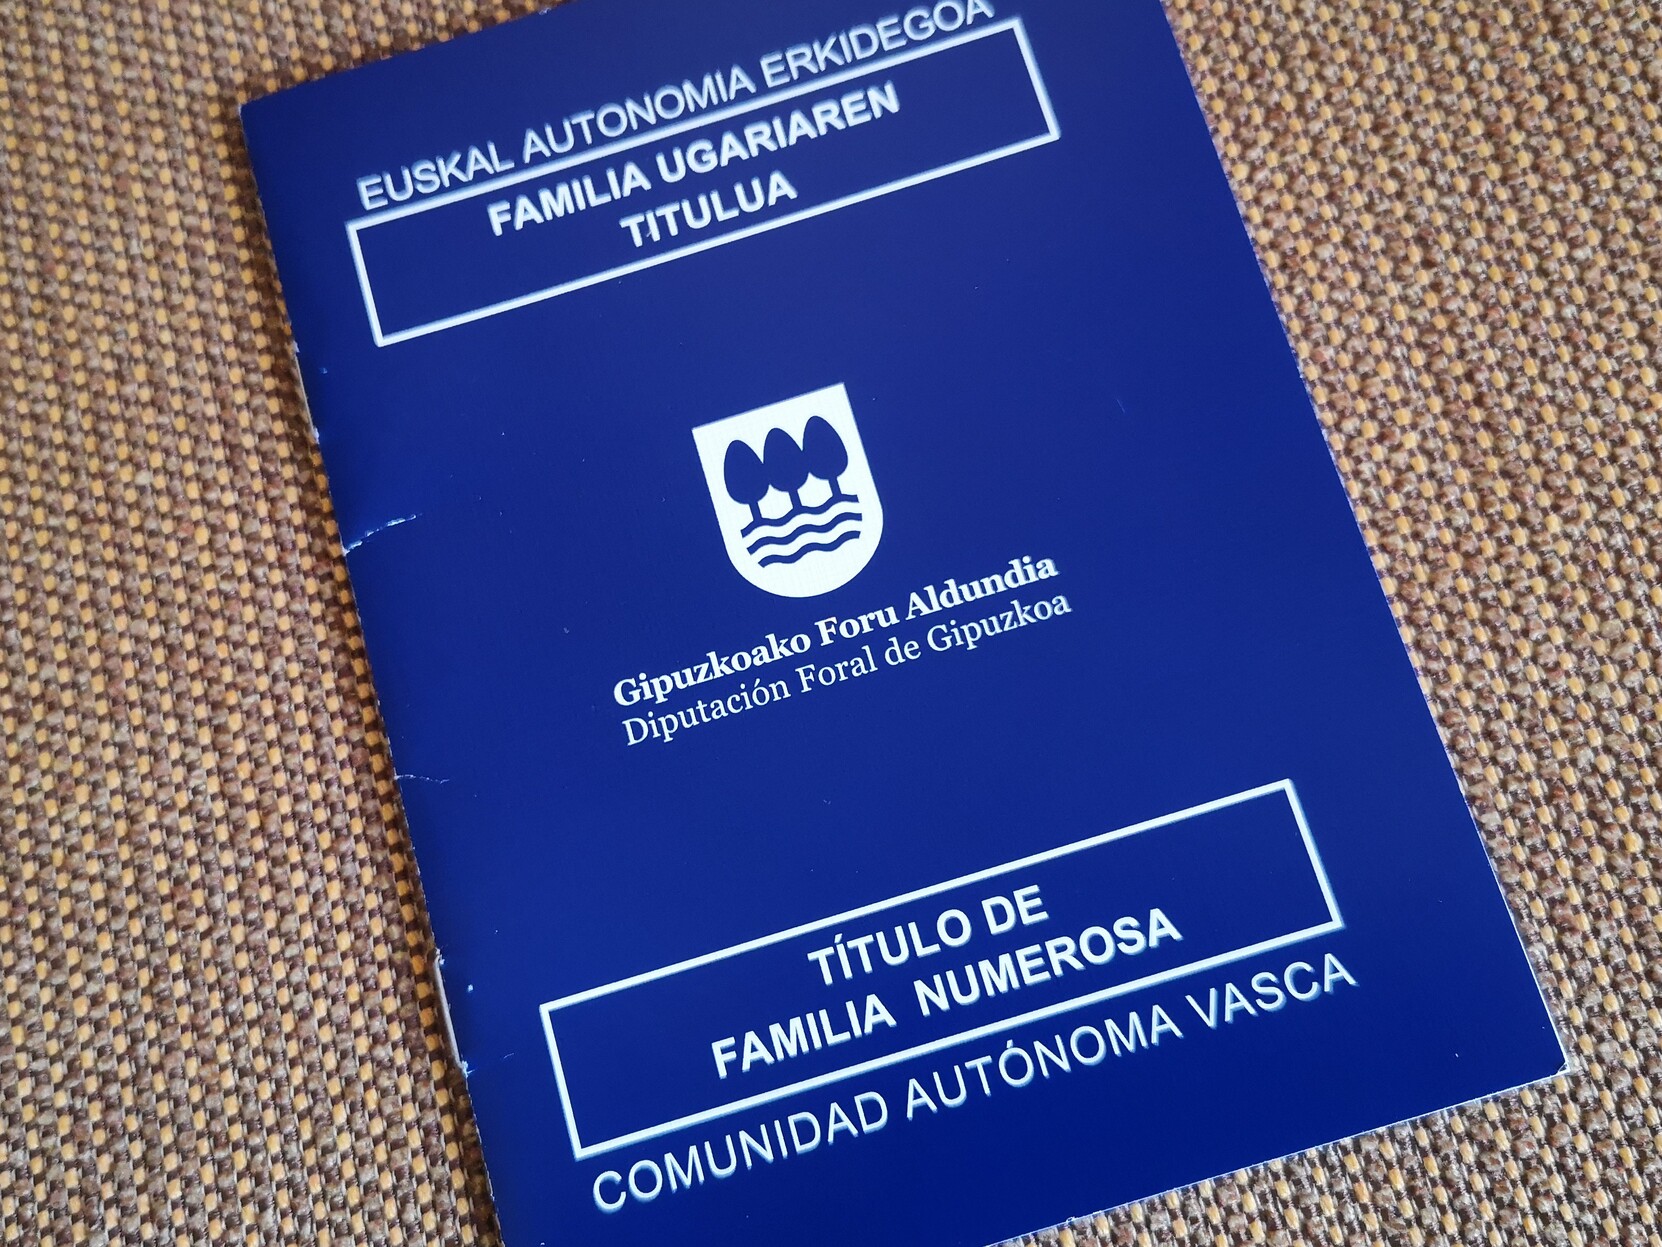 EUSKAL AUTONOMIA ERKIDEGOA
FAMILIA UGARIAREN
TITULUA
Gipuzkoako Foru Aldundia
Diputación Foral de Gipuzkoa
TÍTULO DE
FAMILIA NUMEROSA
COMUNIDAD AUTÓNOMA VASCA